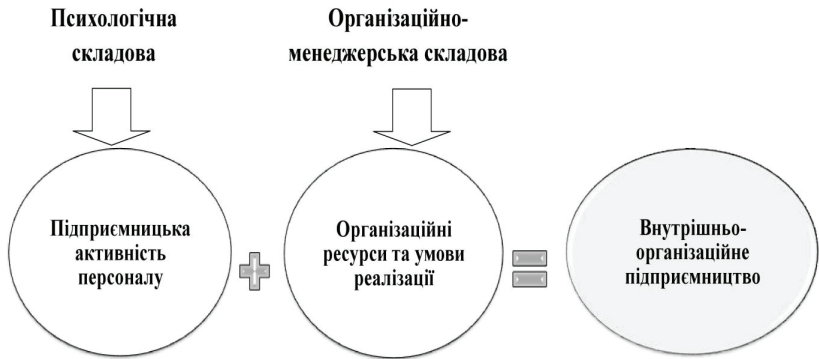 Психологічна
складова
Організаційно-
менеджерська складова
Підприємницька
активність
персоналу
Організаційні
ресурси та умови
реалізації
Внутрішньо-
організаційне
підприємництво